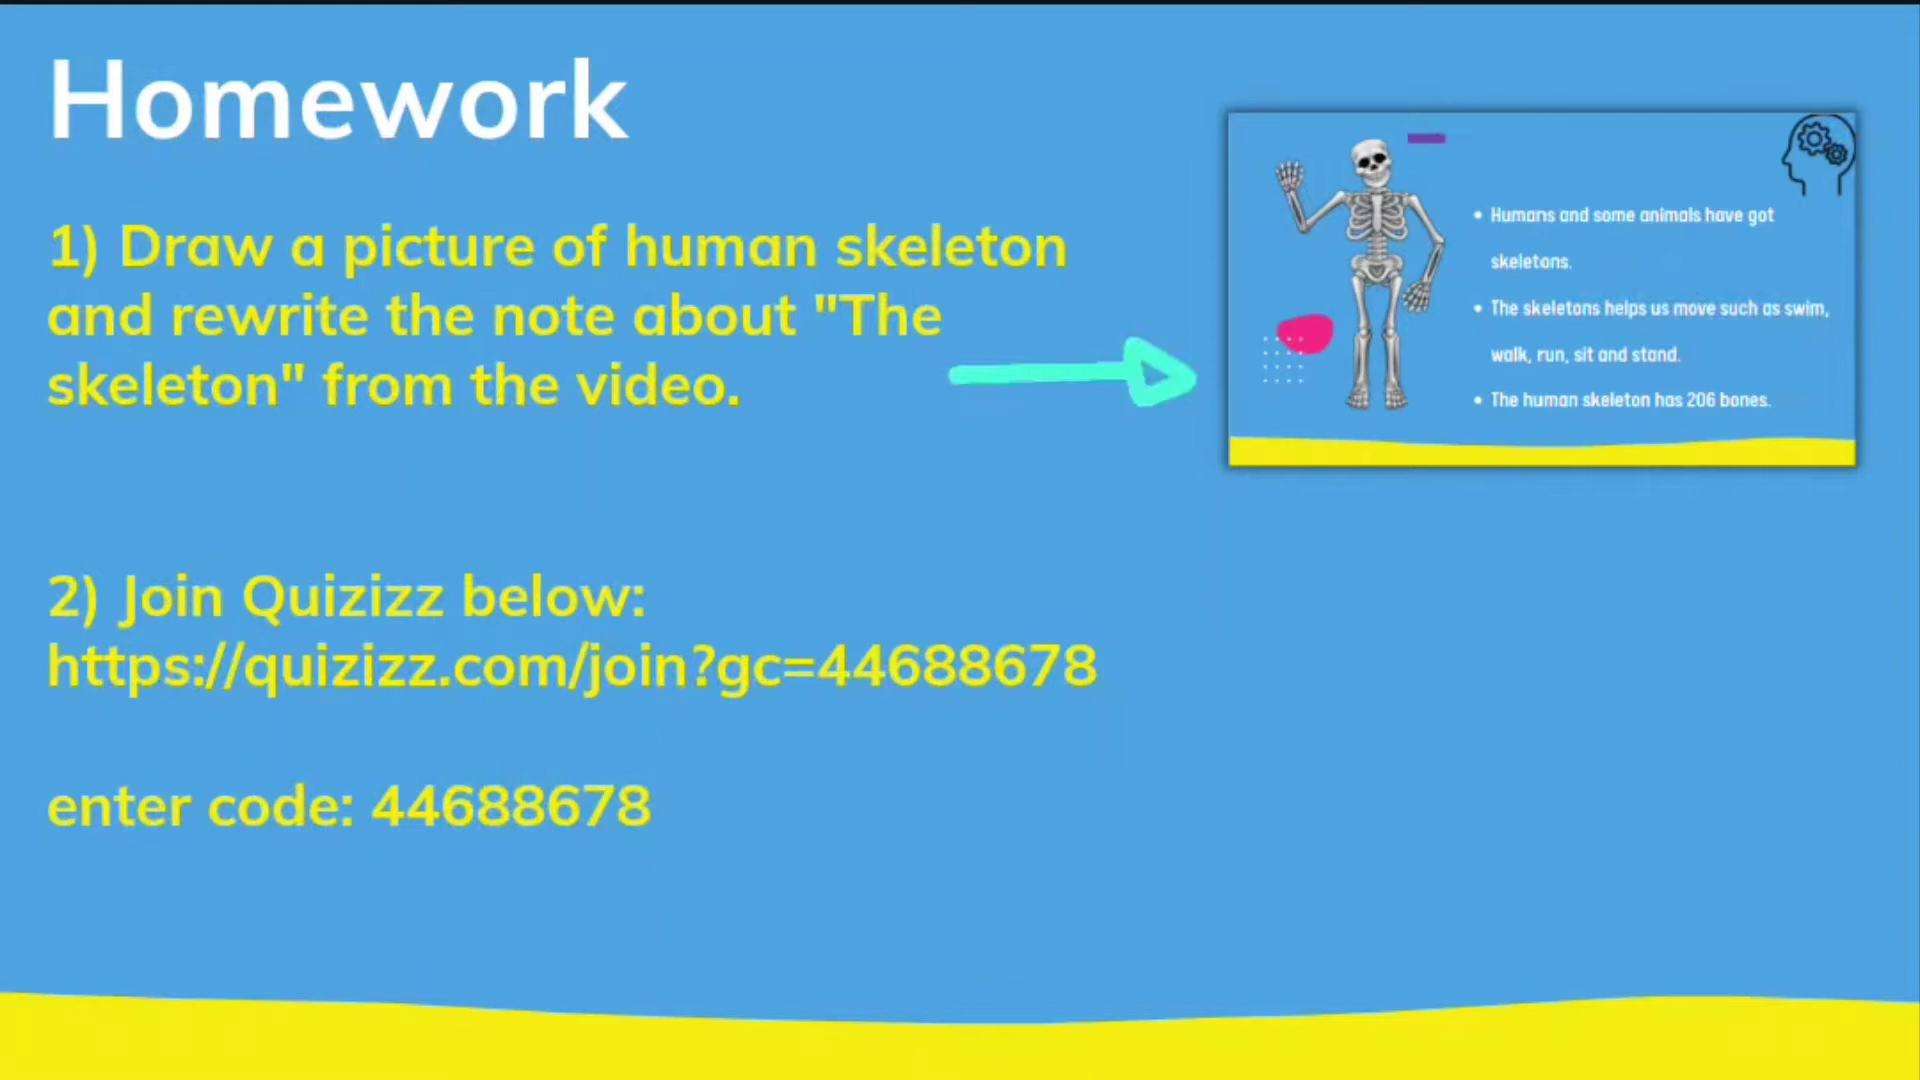 Homework
1) Draw a picture of human skeleton
and rewrite the note about "The
skeleton" from the video.
• Humans and some animals have got
skeletons.
• The skeletons helps us move such as swim,
walk, run, sit and stand.
• The human skeleton has 206 bones.
2) Join Quizizz below:
https://quizizz.com/join?gc=44688678
enter code: 44688678